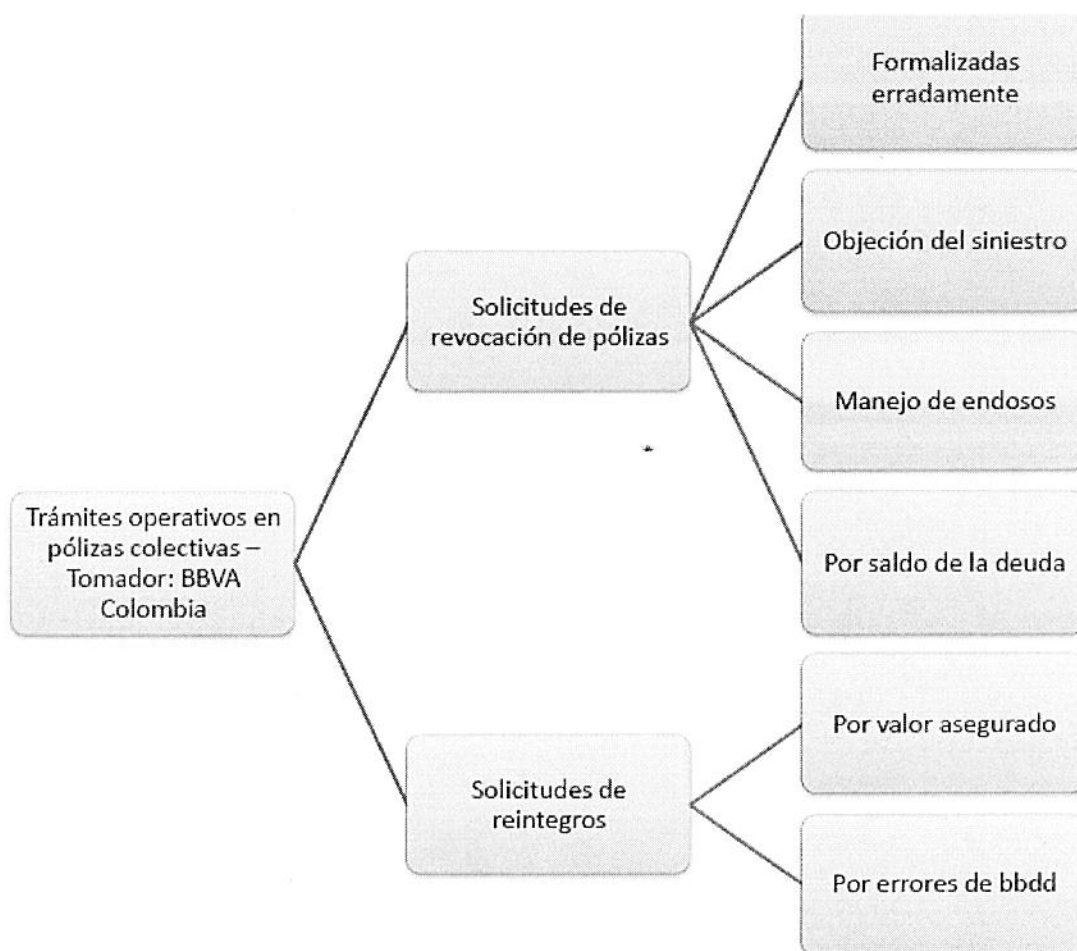 Trámites operativos en
pólizas colectivas –
Tomador: BBVA
Colombia
Solicitudes de
revocación de pólizas
Formalizadas
erradamente
Objeción del siniestro
Manejo de endosos
Por saldo de la deuda
Solicitudes de
reintegros
Por valor asegurado
Por errores de bbdd